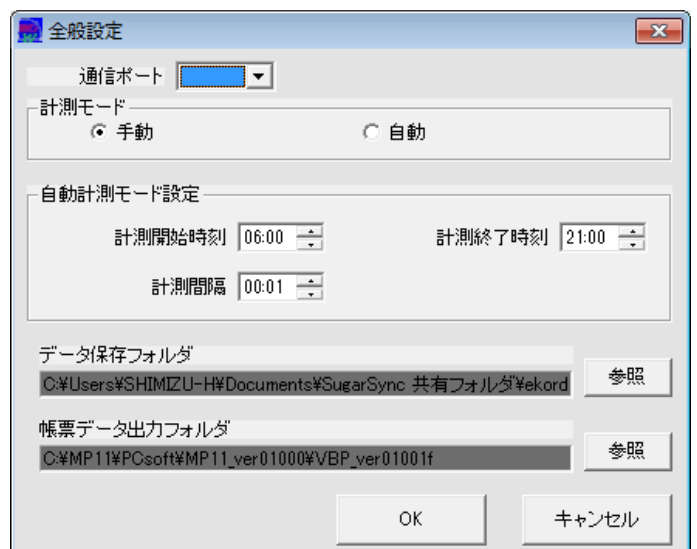 全般設定
通信ポート
計測モード
手動 自動
自動計測モード設定
計測開始時刻 06:00 計測終了時刻 21:00
計測間隔 00:01
データ保存フォルダ
C:¥Users¥SHIMIZU-H¥Documents¥SugarSync 共有フォルダ¥ekord 参照
帳票データ出力フォルダ
C:¥MP11¥PCsoft¥MP11_ver01000¥VBP_ver01001f 参照
OK キャンセル